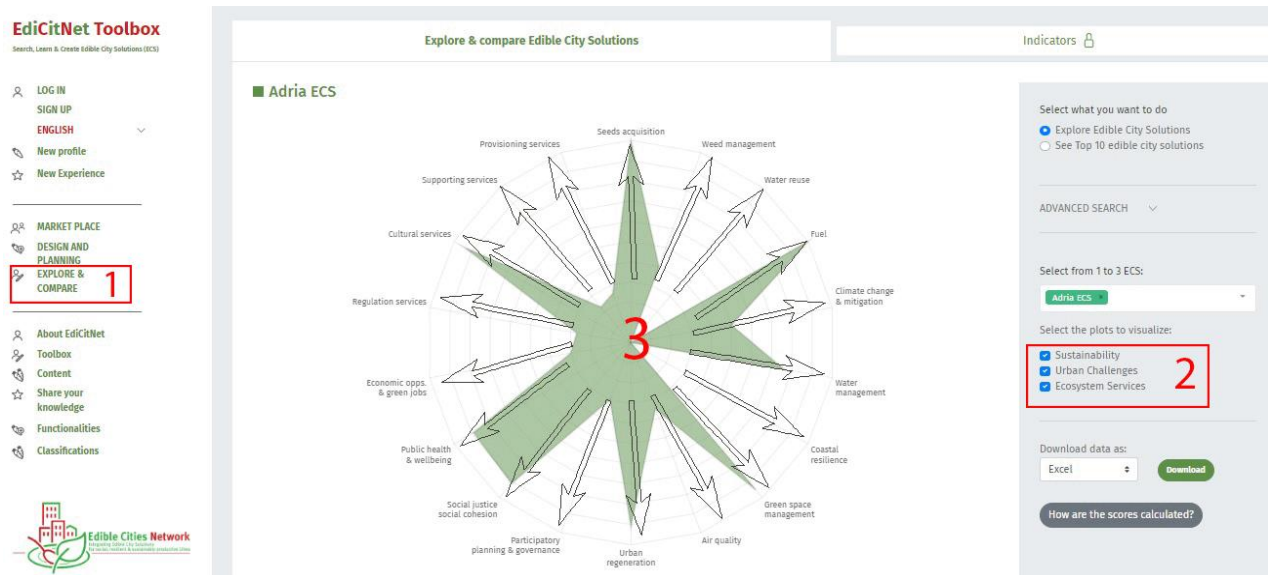 EdiCitNet Toolbox
Search, Learn & Create Edible City Solutions (ECS)
LOG IN
SIGN UP
ENGLISH
New profile
New Experience
MARKET PLACE
DESIGN AND
PLANNING
EXPLORE &
COMPARE
1
About EdiCitNet
Toolbox
Content
Share your
knowledge
Functionalities
Classifications
Edible Cities Network
Explore & compare Edible City Solutions
Indicators
Adria ECS
Seeds acquisition
Weed management
Water reuse
Fuel
Climate change
& mitigation
Water
management
Coastal
resilience
Green space
management
Air quality
Urban
regeneration
Participatory
planning & governance
Social justice
social cohesion
Public health
& wellbeing
Economic opps.
& green jobs
Regulation services
Cultural services
Supporting services
Provisioning services
3
Select what you want to do
Explore Edible City Solutions
See Top 10 edible city solutions
ADVANCED SEARCH
Select from 1 to 3 ECS:
Adria ECS ×
Select the plots to visualize:
Sustainability
Urban Challenges
Ecosystem Services
2
Download data as:
Excel
Download
How are the scores calculated?